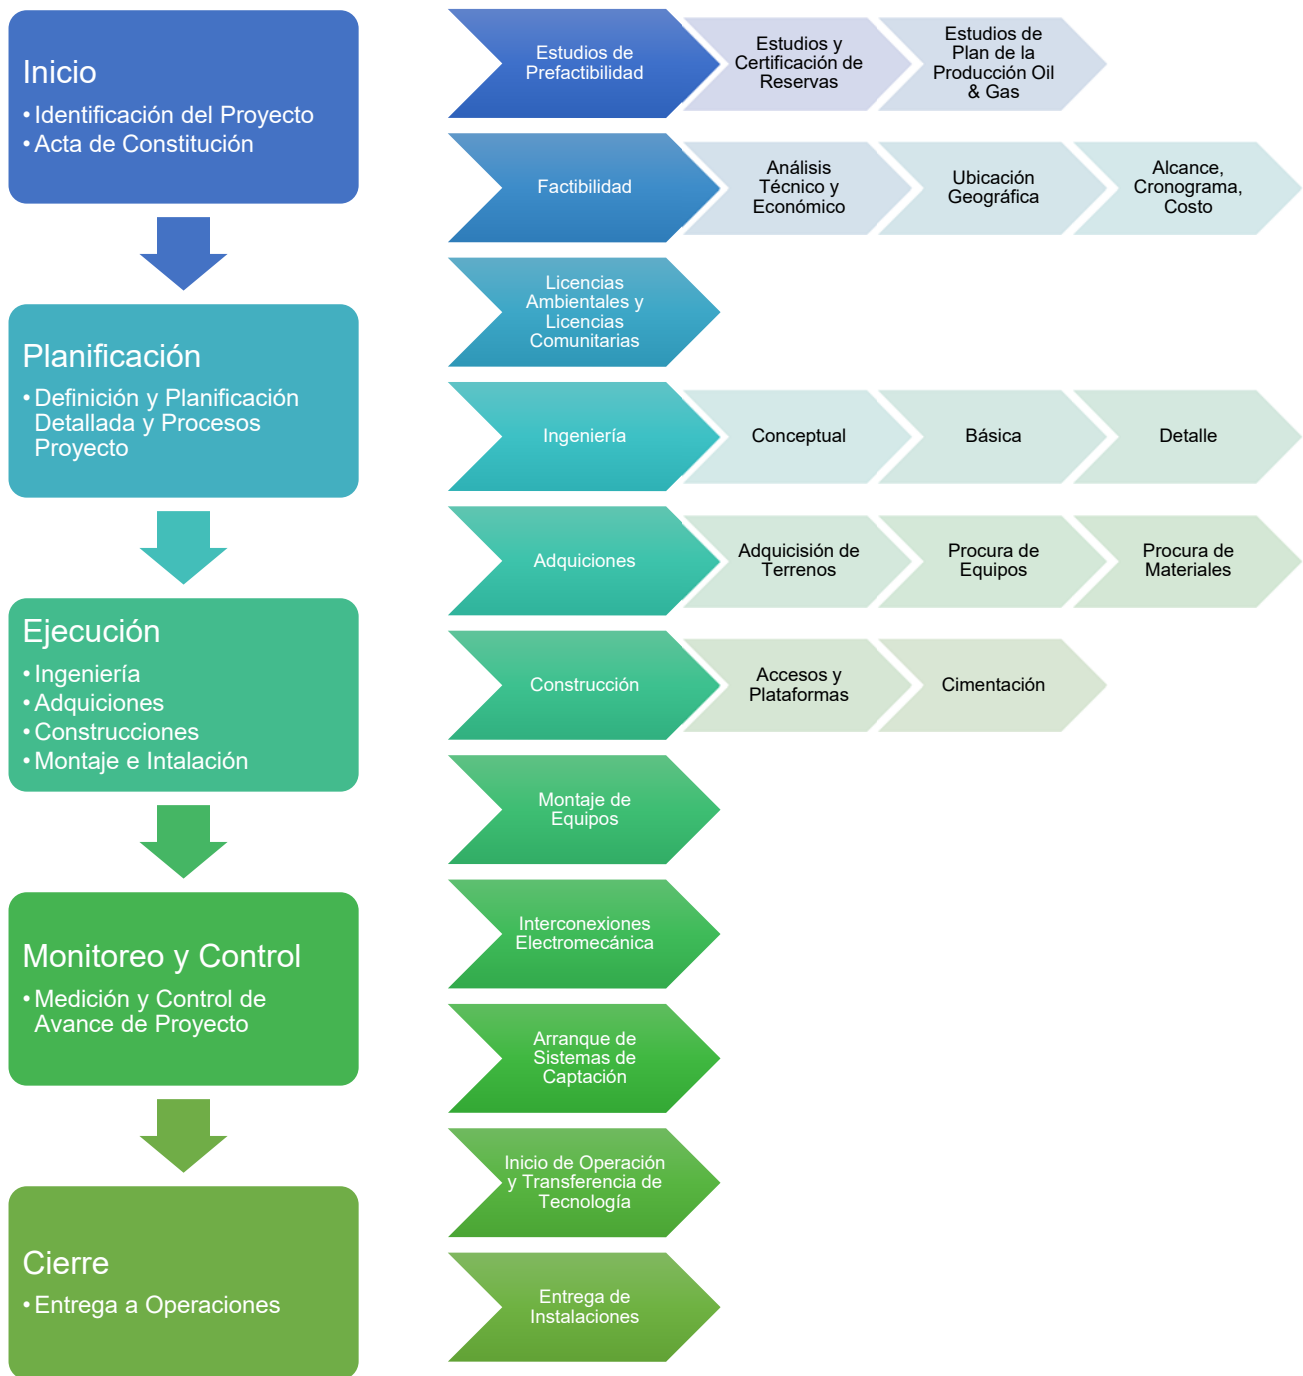 Inicio
• Identificación del Proyecto
• Acta de Constitución
Planificación
• Definición y Planificación
Detallada y Procesos
Proyecto
Ejecución
• Ingeniería
• Adquiciones
• Construcciones
• Montaje e Intalación
Monitoreo y Control
• Medición y Control de
Avance de Proyecto
Cierre
• Entrega a Operaciones
Estudios de
Prefactibilidad
Estudios y
Certificación de
Reservas
Estudios de
Plan de la
Producción Oil
& Gas
Factibilidad
Análisis
Técnico y
Económico
Ubicación
Geográfica
Alcance,
Cronograma,
Costo
Licencias
Ambientales y
Licencias
Comunitarias
Ingeniería
Conceptual
Básica
Detalle
Adquiciones
Adquicisión de
Terrenos
Procura de
Equipos
Procura de
Materiales
Construcción
Accesos y
Plataformas
Cimentación
Montaje de
Equipos
Interconexiones
Electromecánica
Arranque de
Sistemas de
Captación
Inicio de Operación
y Transferencia de
Tecnología
Entrega de
Instalaciones